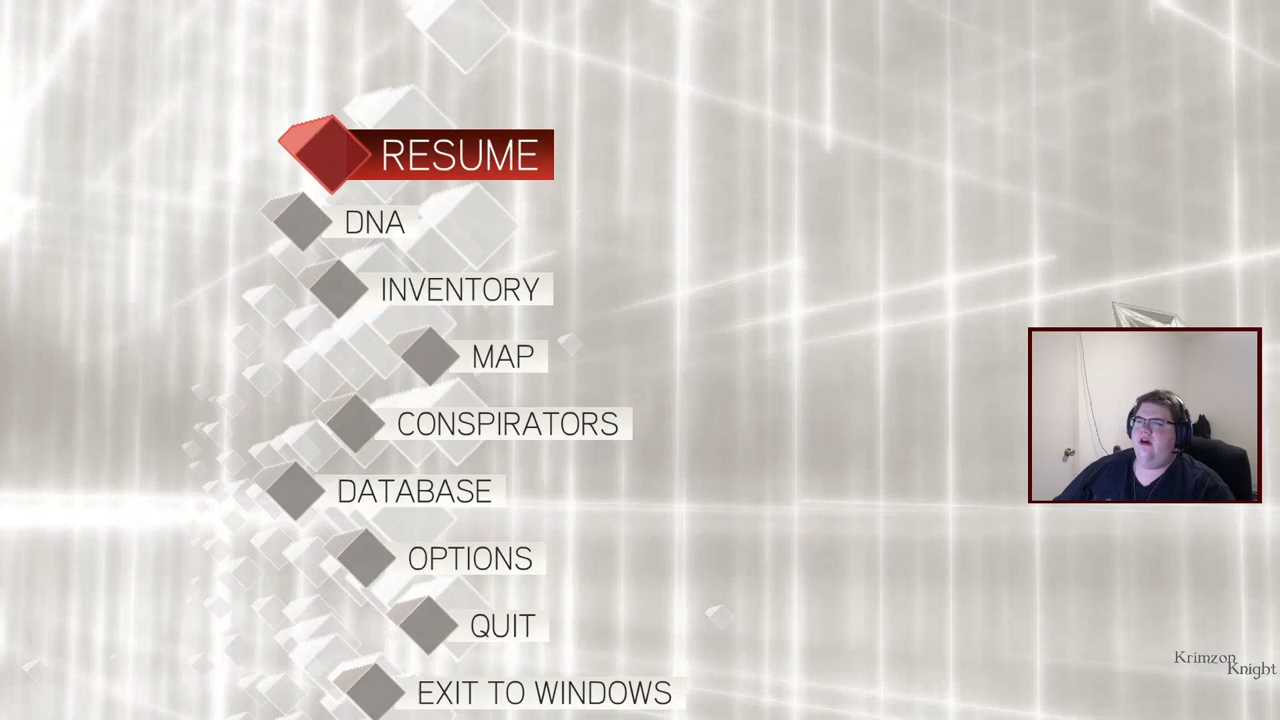 RESUME
DNA
INVENTORY
MAP
CONSPIRATORS
DATABASE
OPTIONS
QUIT
EXIT TO WINDOWS
Krimzon
Knight